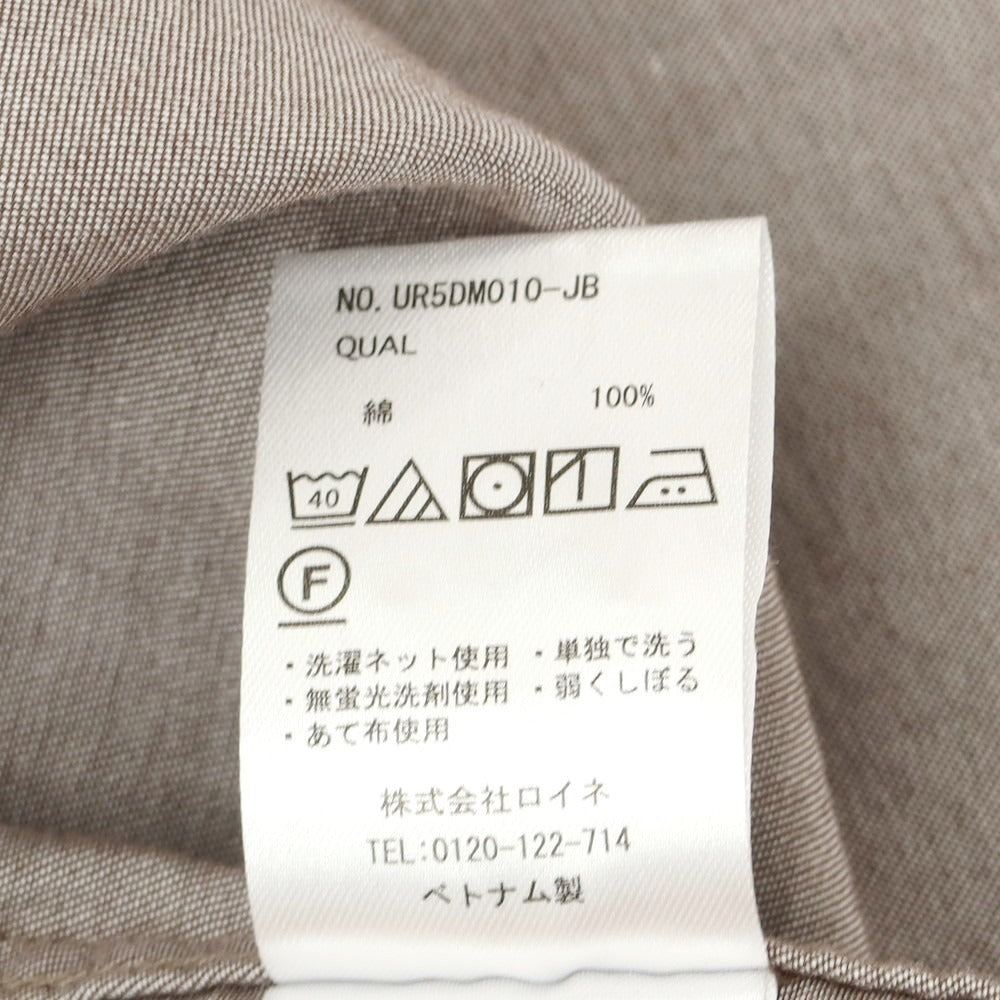 NO. UR5DM010-JB
QUAL
綿 100%
40
F
・洗濯ネット使用 ・単独で洗う
・無蛍光洗剤使用 ・弱くしぼる
・あて布使用
株式会社ロイネ
TEL:0120-122-714
ベトナム製